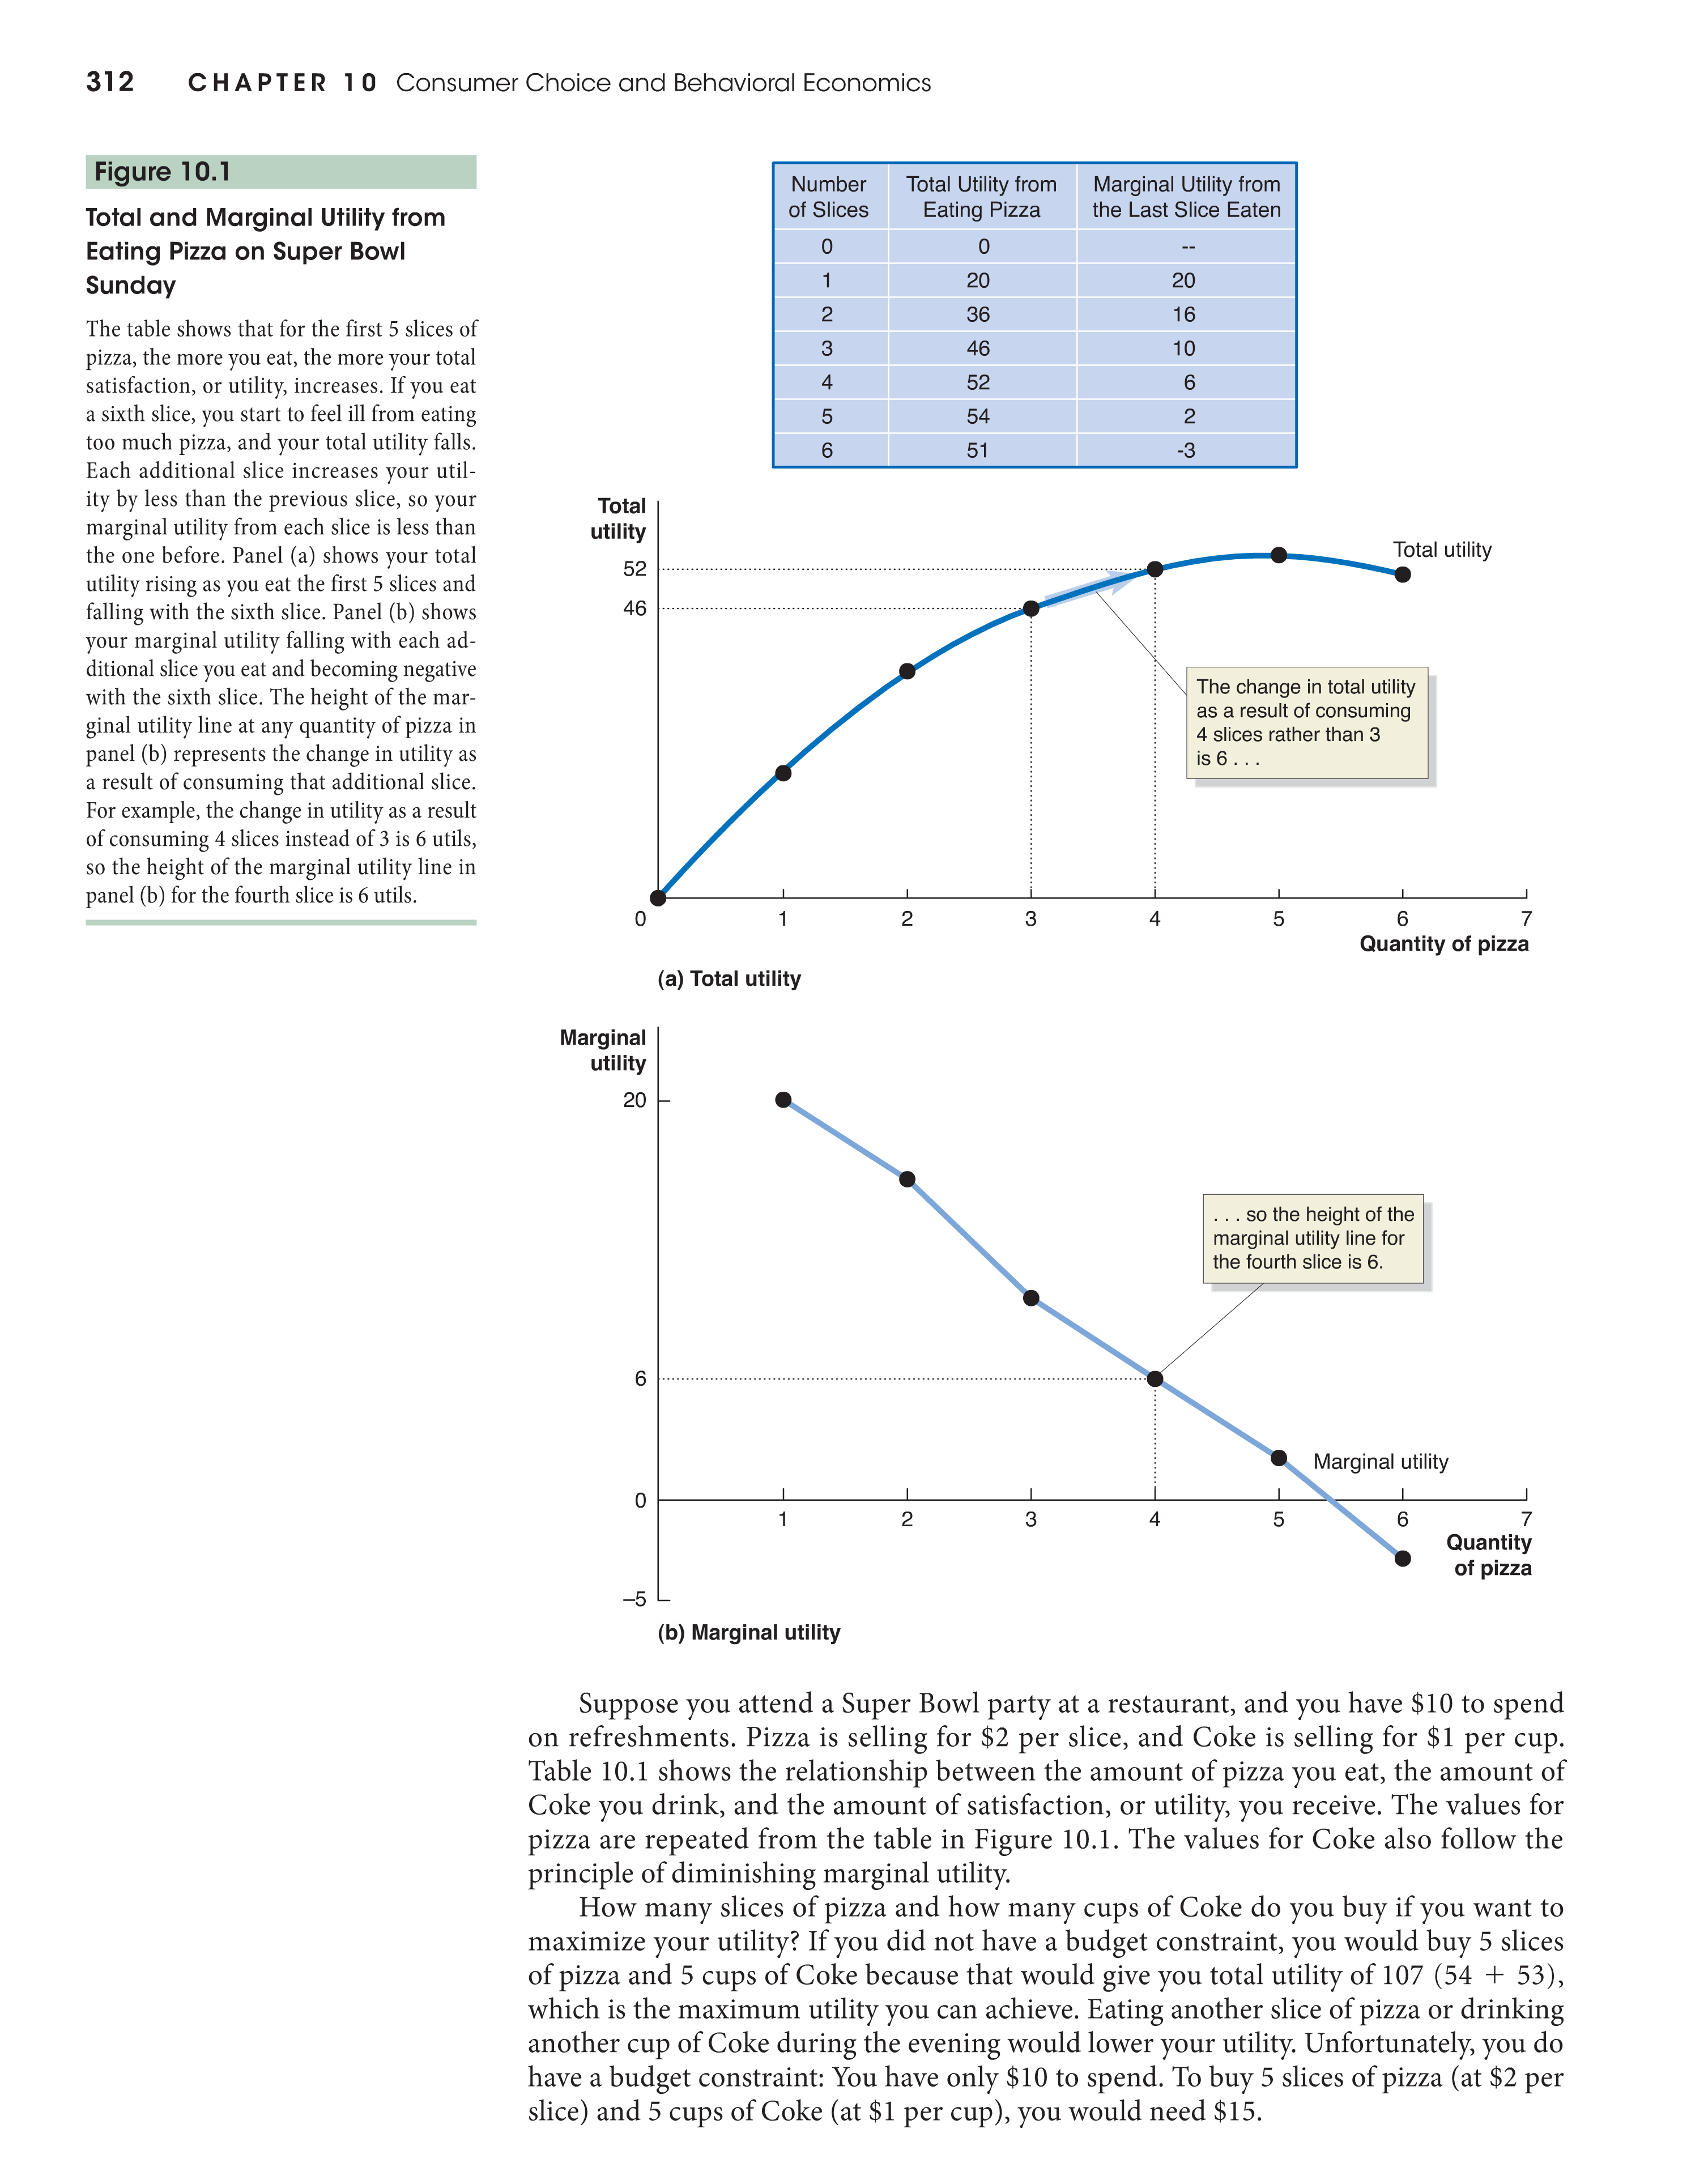 312 CHAPTER 10 Consumer Choice and Behavioral Economics
Figure 10.1
Total and Marginal Utility from
Eating Pizza on Super Bowl
Sunday
The table shows that for the first 5 slices of
pizza, the more you eat, the more your total
satisfaction, or utility, increases. If you eat
a sixth slice, you start to feel ill from eating
too much pizza, and your total utility falls.
Each additional slice increases your util-
ity by less than the previous slice, so your
marginal utility from each slice is less than
the one before. Panel (a) shows your total
utility rising as you eat the first 5 slices and
falling with the sixth slice. Panel (b) shows
your marginal utility falling with each ad-
ditional slice you eat and becoming negative
with the sixth slice. The height of the mar-
ginal utility line at any quantity of pizza in
panel (b) represents the change in utility as
a result of consuming that additional slice.
For example, the change in utility as a result
of consuming 4 slices instead of 3 is 6 utils,
so the height of the marginal utility line in
panel (b) for the fourth slice is 6 utils.
Number Total Utility from Marginal Utility from
of Slices Eating Pizza the Last Slice Eaten
0 0 --
1 20 20
2 36 16
3 46 10
4 52 6
5 54 2
6 51 -3
Total
utility
52
46
Total utility
The change in total utility
as a result of consuming
4 slices rather than 3
is 6 . . .
0 1 2 3 4 5 6 7
Quantity of pizza
(a) Total utility
Marginal
utility
20
. . . so the height of the
marginal utility line for
the fourth slice is 6.
6
Marginal utility
0
1 2 3 4 5 6 7
Quantity
of pizza
–5
(b) Marginal utility
Suppose you attend a Super Bowl party at a restaurant, and you have $10 to spend
on refreshments. Pizza is selling for $2 per slice, and Coke is selling for $1 per cup.
Table 10.1 shows the relationship between the amount of pizza you eat, the amount of
Coke you drink, and the amount of satisfaction, or utility, you receive. The values for
pizza are repeated from the table in Figure 10.1. The values for Coke also follow the
principle of diminishing marginal utility.
How many slices of pizza and how many cups of Coke do you buy if you want to
maximize your utility? If you did not have a budget constraint, you would buy 5 slices
of pizza and 5 cups of Coke because that would give you total utility of 107 (54 + 53),
which is the maximum utility you can achieve. Eating another slice of pizza or drinking
another cup of Coke during the evening would lower your utility. Unfortunately, you do
have a budget constraint: You have only $10 to spend. To buy 5 slices of pizza (at $2 per
slice) and 5 cups of Coke (at $1 per cup), you would need $15.